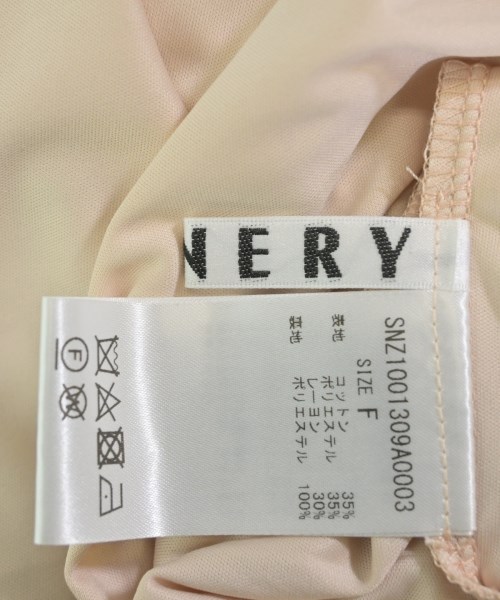 NERY
SNZ1001309A0003
SIZE F
表地 コットン 35%
ポリエステル 35%
レーヨン 30%
裏地 ポリエステル 100%
F